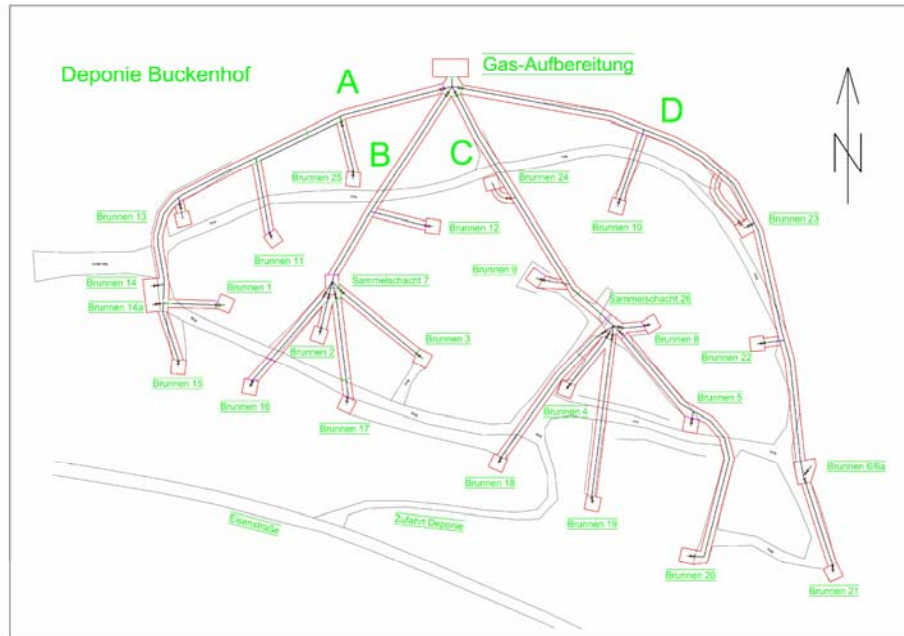 Deponie Buckenhof
Gas-Aufbereitung
A
D
B
C
N
Brunnen 25
Brunnen 24
Brunnen 13
Brunnen 10
Brunnen 23
Brunnen 12
Brunnen 11
Brunnen 9
Sammelschacht 7
Brunnen 14
Brunnen 1
Brunnen 14a
Sammelschacht 26
Brunnen 8
Brunnen 2
Brunnen 3
Brunnen 22
Brunnen 15
Brunnen 16
Brunnen 5
Brunnen 4
Brunnen 17
Brunnen 6/6a
Brunnen 18
Eisenstraße
Zufahrt Deponie
Brunnen 19
Brunnen 20
Brunnen 21